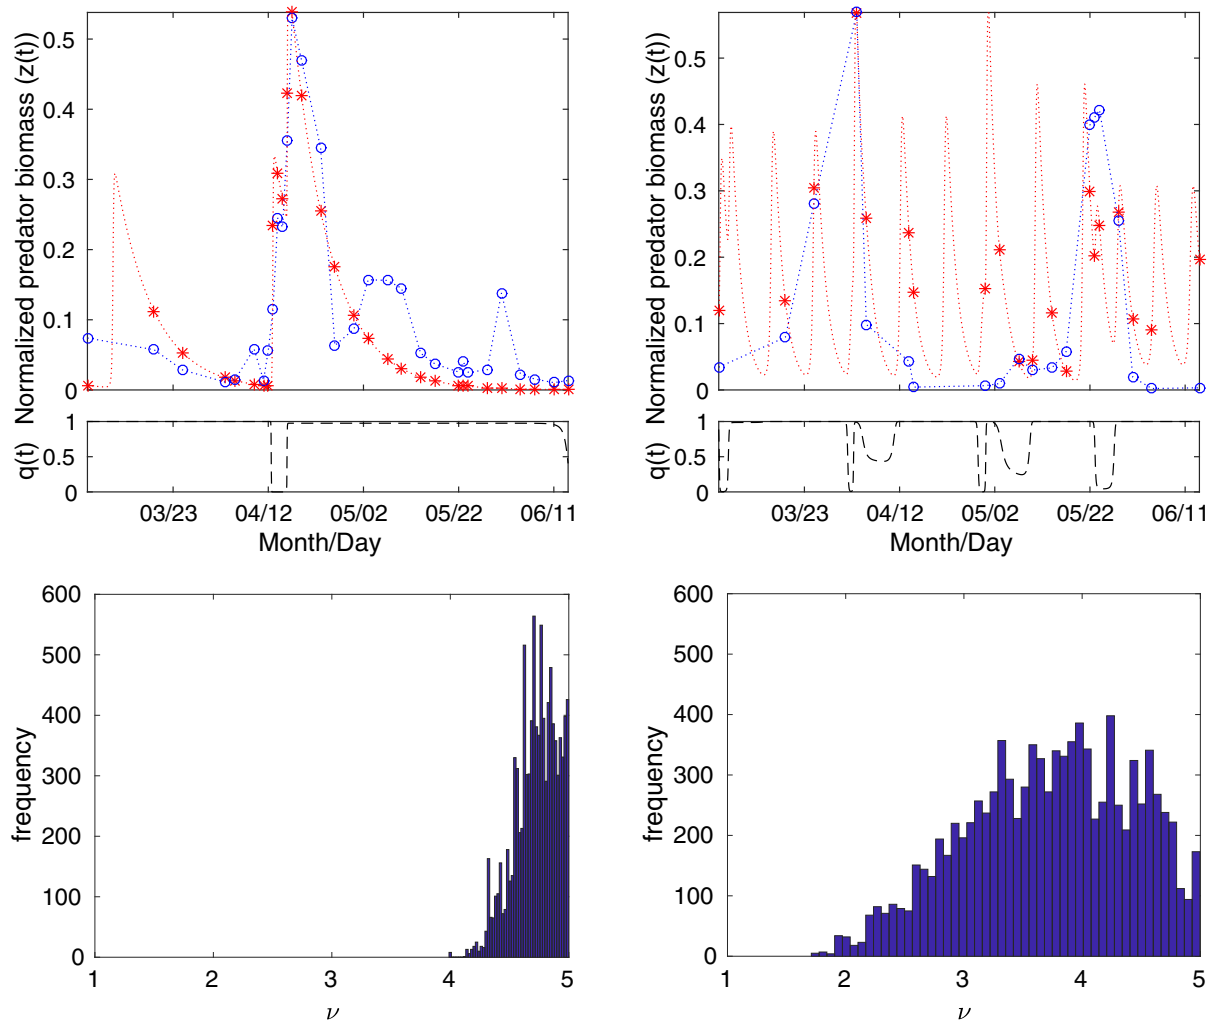 Normalized predator biomass (z(t))
0.5
0.4
0.3
0.2
0.1
0
q(t)
1
0.5
0
03/23 04/12 05/02 05/22 06/11
Month/Day
Normalized predator biomass (z(t))
0.5
0.4
0.3
0.2
0.1
0
q(t)
1
0.5
0
03/23 04/12 05/02 05/22 06/11
Month/Day
frequency
600
500
400
300
200
100
0
1 2 3 4 5
ν
frequency
600
500
400
300
200
100
0
1 2 3 4 5
ν